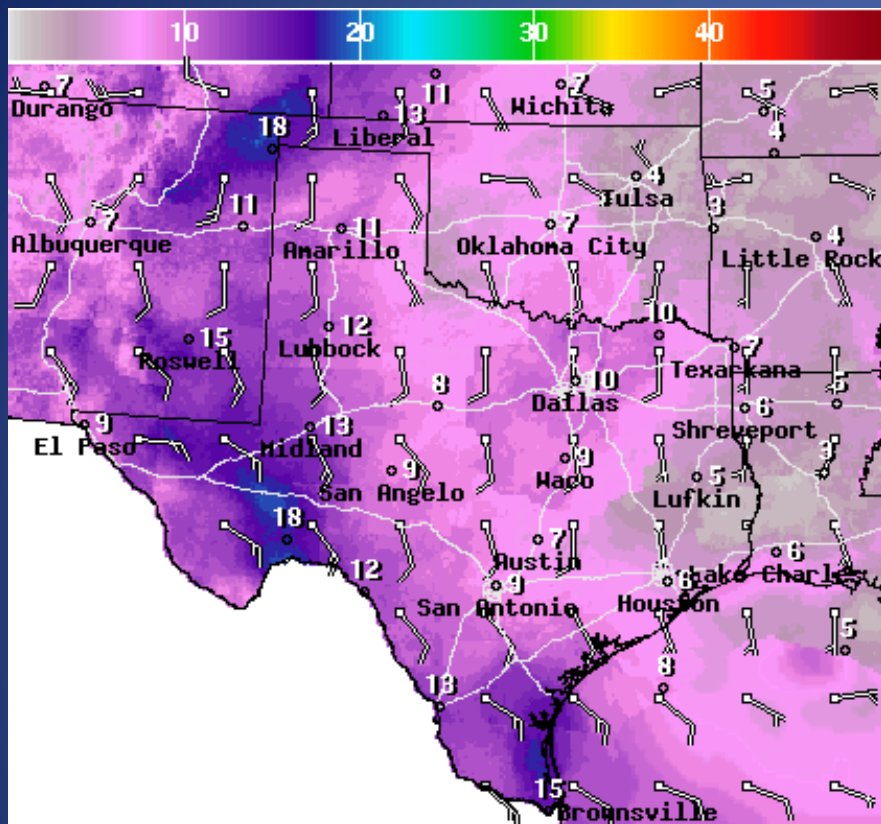 10 20 30 40
7 11 7 5
Durango Wichita
18 13 4
Liberal
4
Tulsa
7 11 11 7 3 4
Albuquerque Amarillo Oklahoma City Little Rock
15 12 10
Roswell Lubbock 7
Texarkana
8 10 6
Dallas 6
9 13 Shreveport
El Paso Midland
9 9 5 3
San Angelo Waco Lufkin
18 7 6
Austin
12 9 6 Lake Charl
San Antonio Houston
5
13 8
15
Brownsville